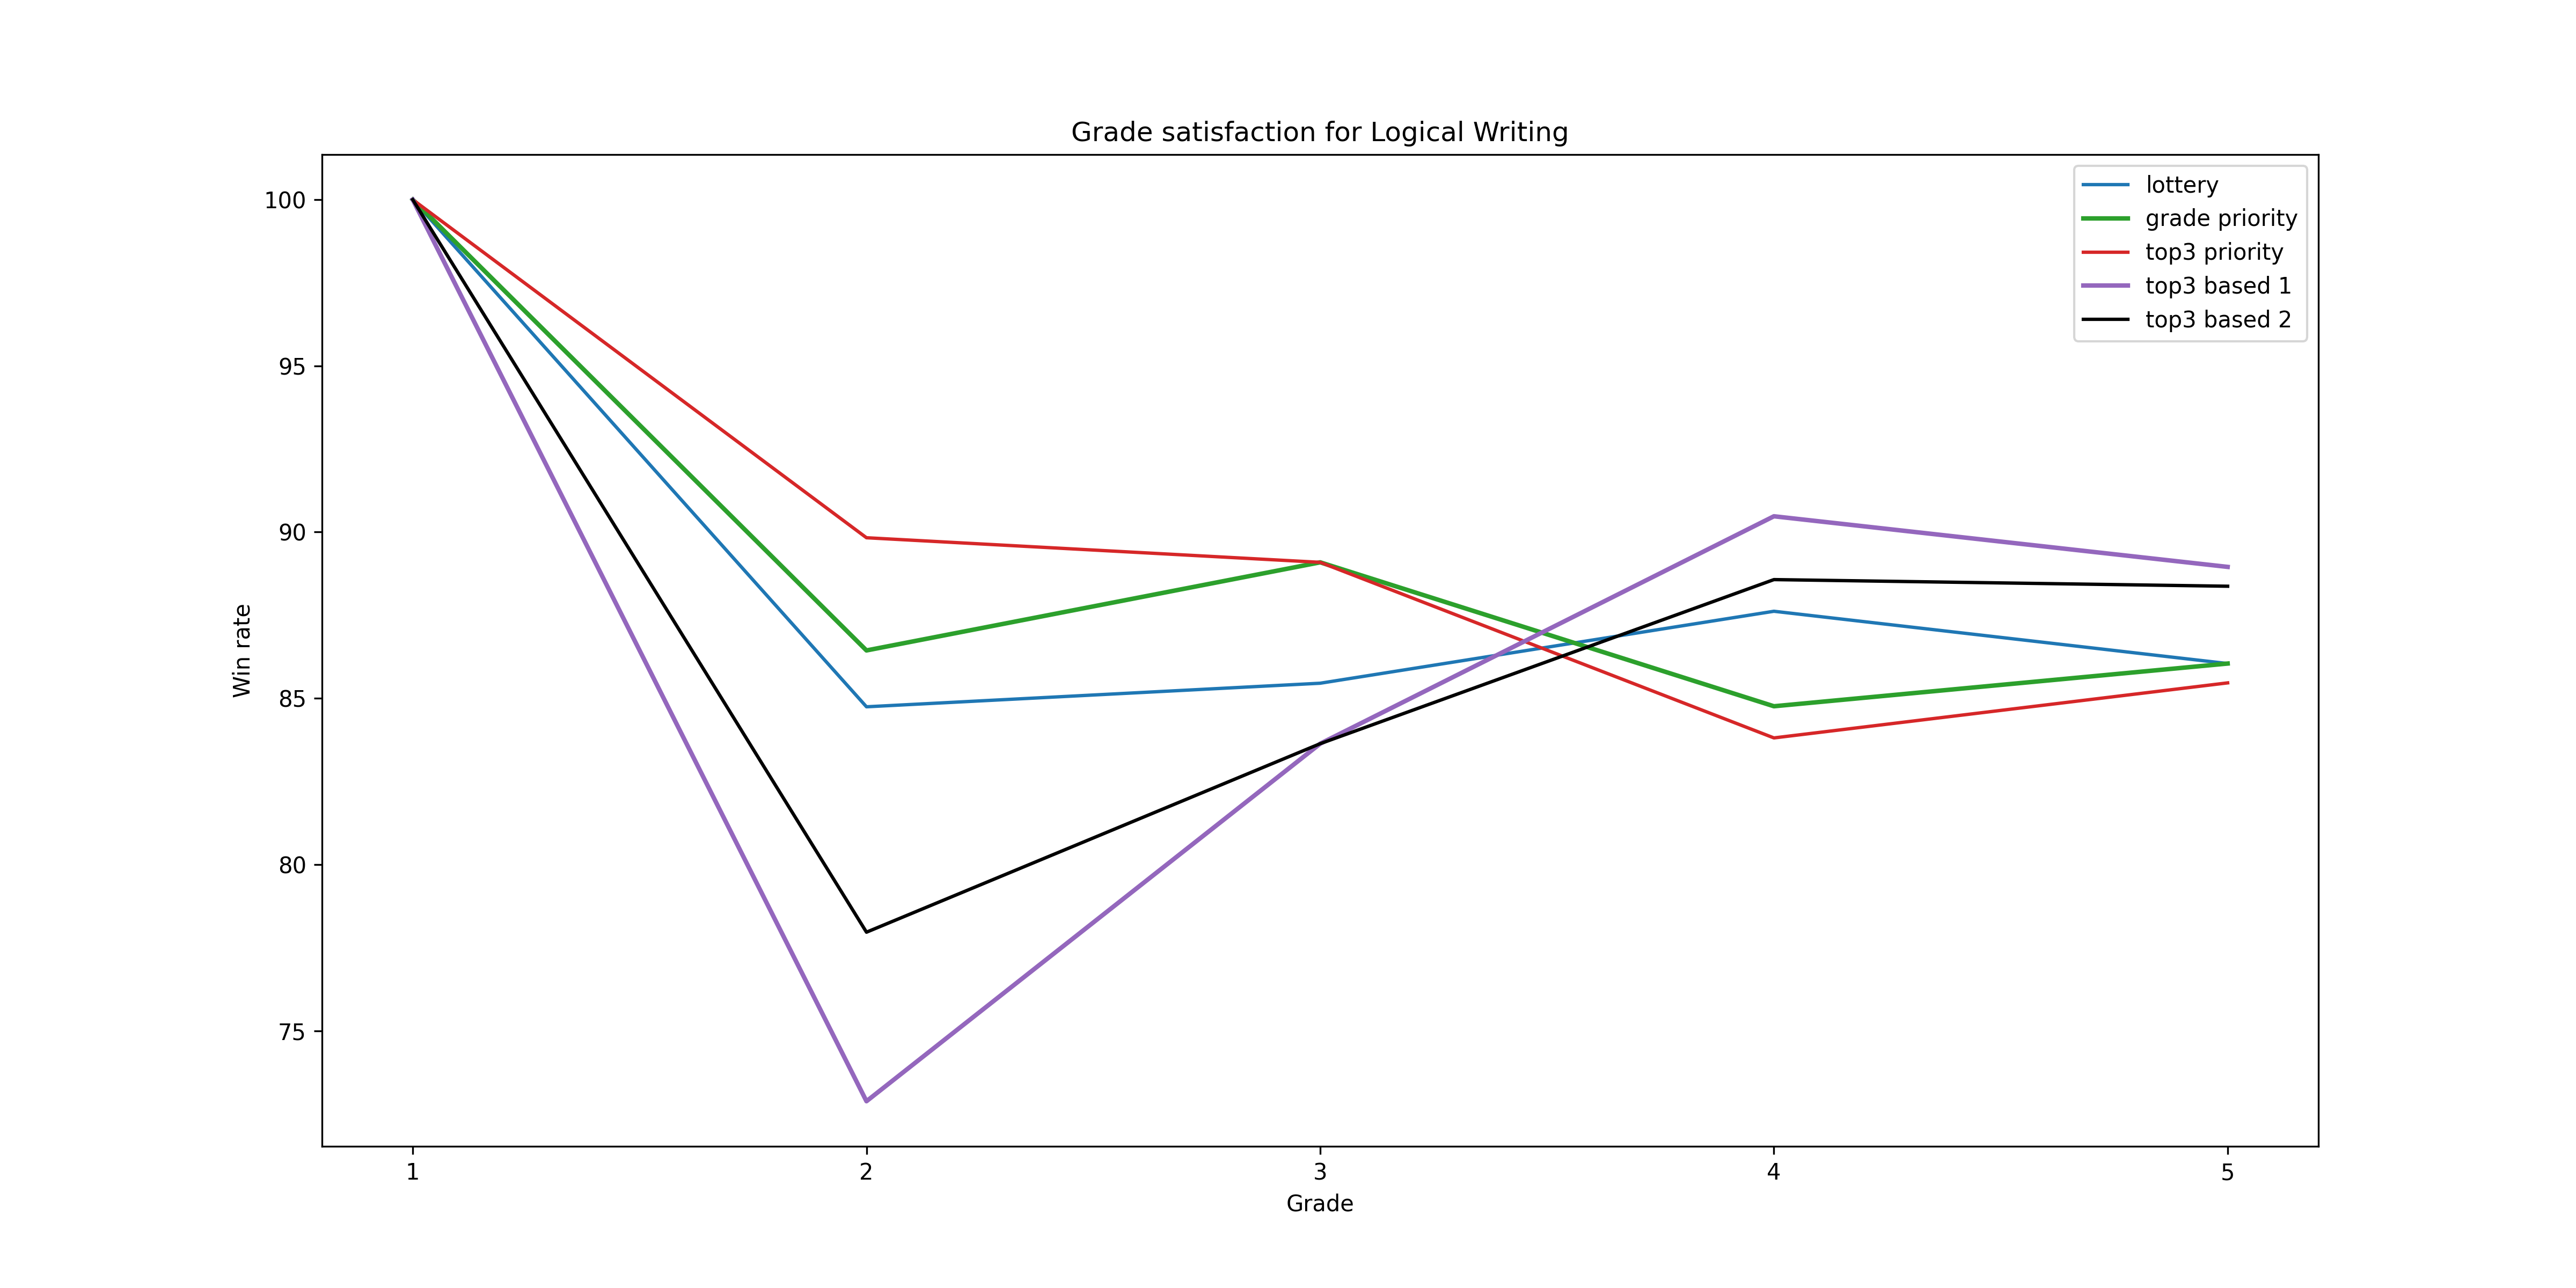 Grade satisfaction for Logical Writing
lottery
grade priority
top3 priority
top3 based 1
top3 based 2
100
95
90
85
80
75
Win rate
1 2 3 4 5
Grade